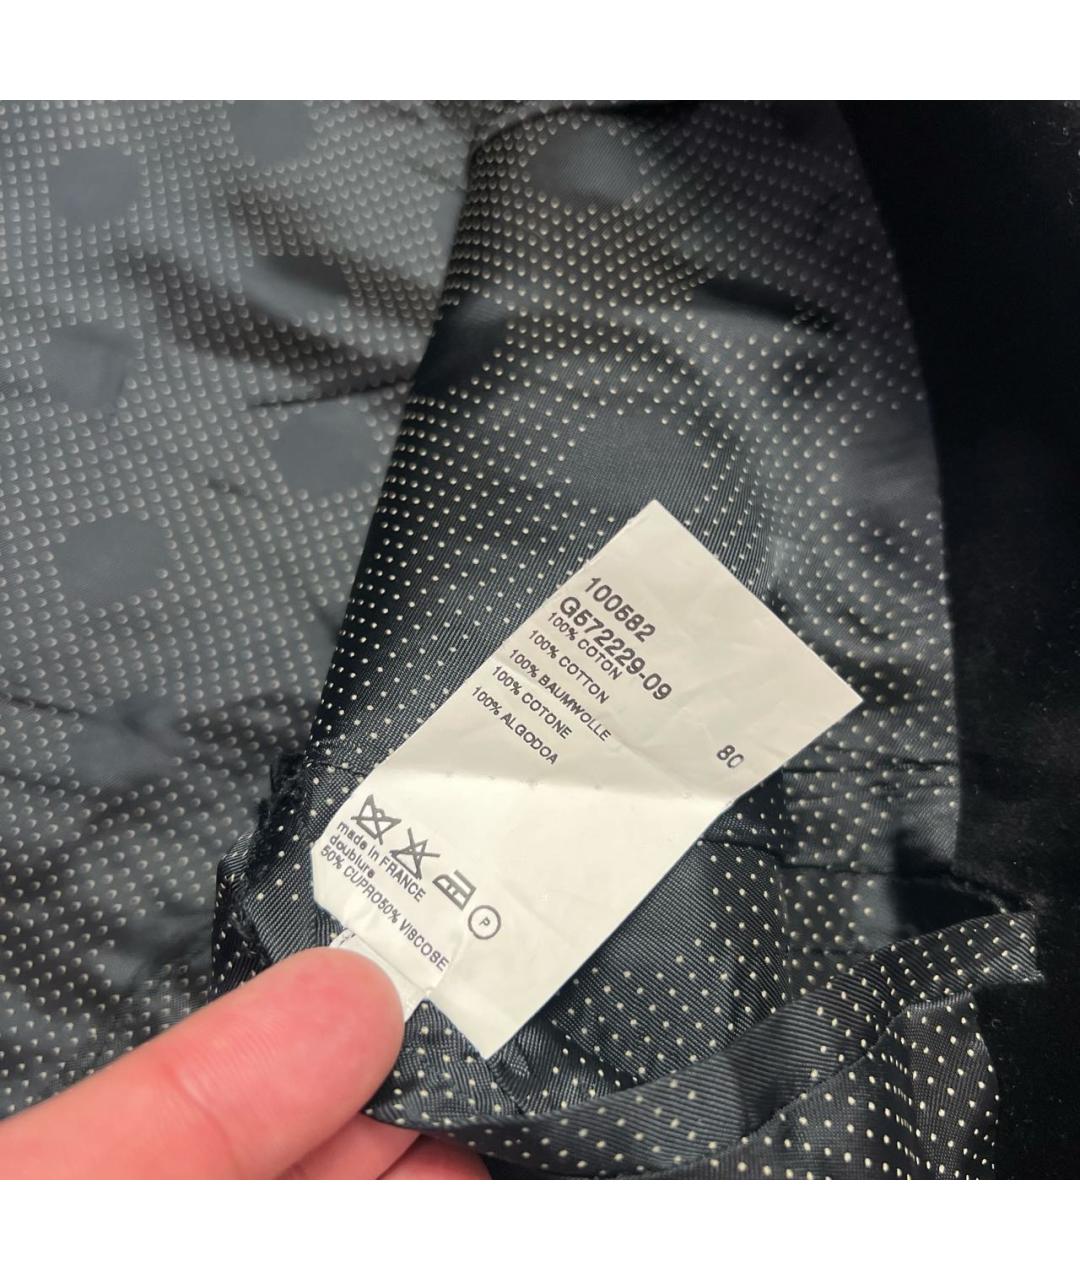 100582
G572229-09
100% COTON
100% COTTON
100% BAUMWOLLE
100% COTONE
100% ALGODOA
80
P
made in FRANCE
doublure
50% CUPRO50% VISCOSE